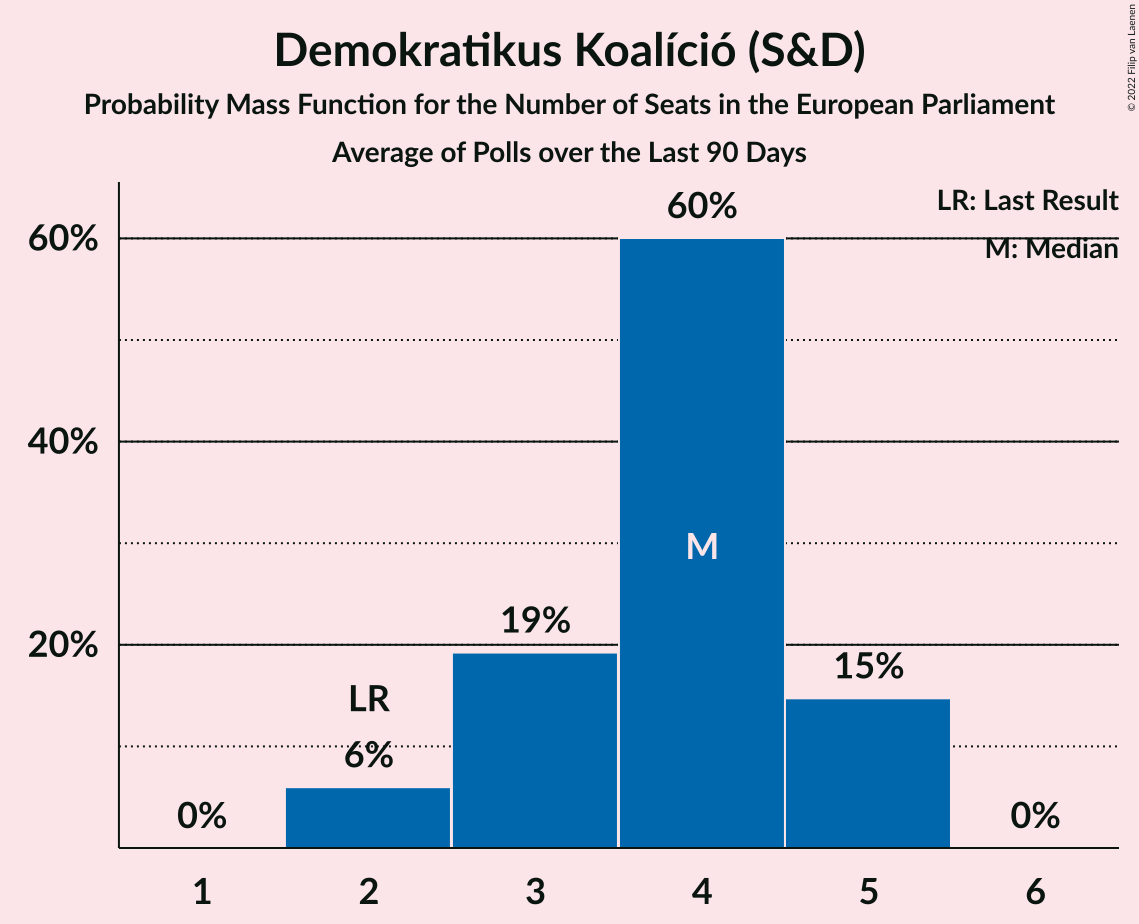 Demokratikus Koalíció (S&D)
Probability Mass Function for the Number of Seats in the European Parliament
Average of Polls over the Last 90 Days
© 2022 Filip van Laenen
LR: Last Result
M: Median
60%
40%
20%
0%
LR
6%
19%
60%
M
15%
0%
1 2 3 4 5 6